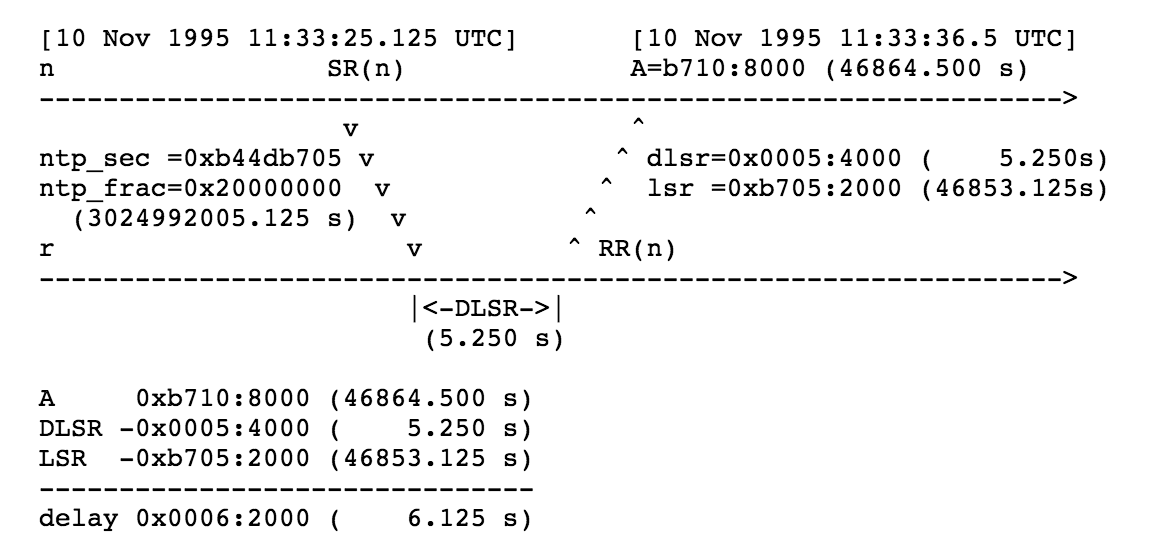 [10 Nov 1995 11:33:25.125 UTC]       [10 Nov 1995 11:33:36.5 UTC]
n                 SR(n)              A=b710:8000 (46864.500 s)
---------------------------------------------------------------->
                   v                 ^
ntp_sec =0xb44db705 v               ^ dlsr=0x0005:4000 (    5.250s)
ntp_frac=0x20000000  v             ^  lsr =0xb705:2000 (46853.125s)
  (3024992005.125 s)  v           ^
r                      v         ^ RR(n)
---------------------------------------------------------------->
                       |<-DLSR->|
                        (5.250 s)
A     0xb710:8000 (46864.500 s)
DLSR -0x0005:4000 (    5.250 s)
LSR  -0xb705:2000 (46853.125 s)
-------------------------------
delay 0x0006:2000 (    6.125 s)